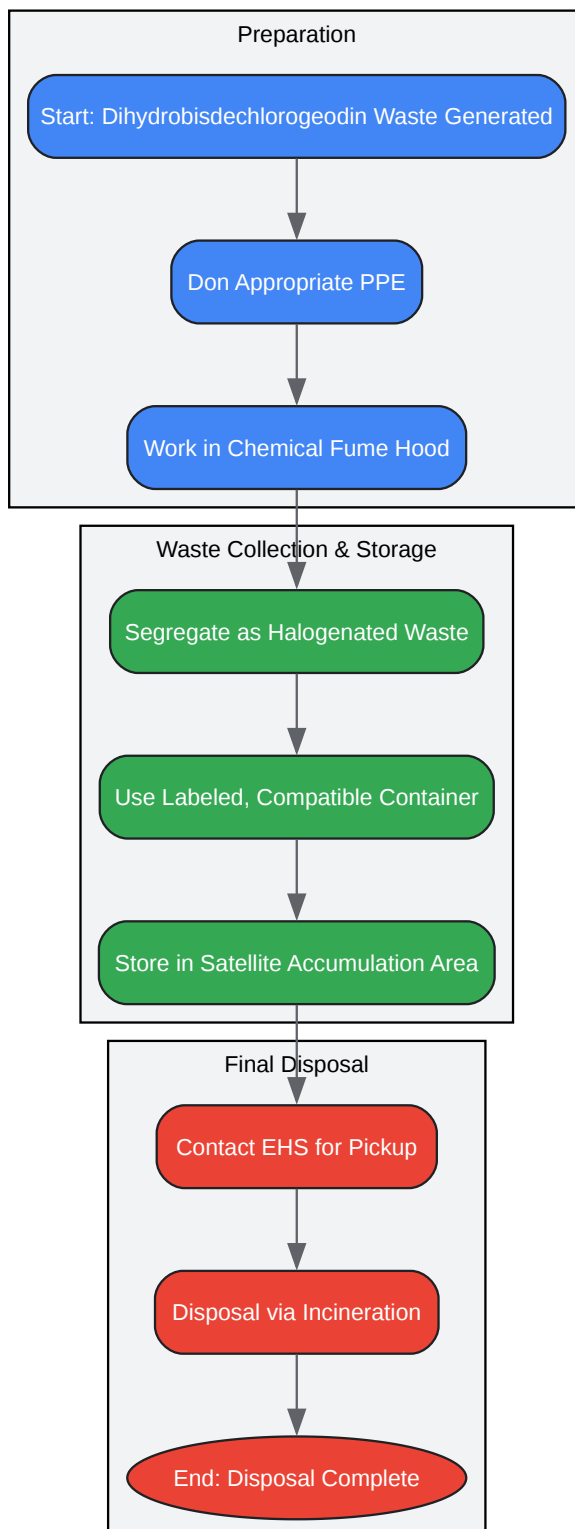 Preparation
Start: Dihydrobisdechlorogeodin Waste Generated
Don Appropriate PPE
Work in Chemical Fume Hood
Waste Collection & Storage
Segregate as Halogenated Waste
Use Labeled, Compatible Container
Store in Satellite Accumulation Area
Final Disposal
Contact EHS for Pickup
Disposal via Incineration
End: Disposal Complete